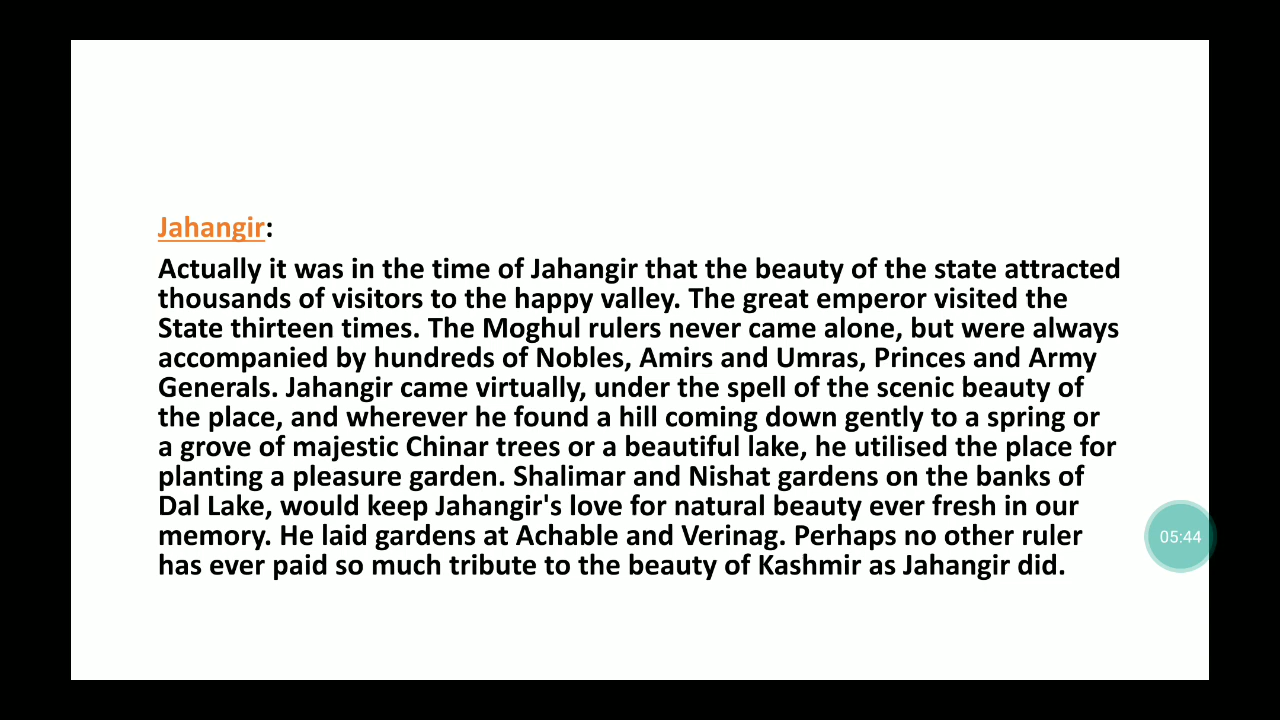 Jahangir:
Actually it was in the time of Jahangir that the beauty of the state attracted
thousands of visitors to the happy valley. The great emperor visited the
State thirteen times. The Moghul rulers never came alone, but were always
accompanied by hundreds of Nobles, Amirs and Umras, Princes and Army
Generals. Jahangir came virtually, under the spell of the scenic beauty of
the place, and wherever he found a hill coming down gently to a spring or
a grove of majestic Chinar trees or a beautiful lake, he utilised the place for
planting a pleasure garden. Shalimar and Nishat gardens on the banks of
Dal Lake, would keep Jahangir's love for natural beauty ever fresh in our
memory. He laid gardens at Achable and Verinag. Perhaps no other ruler
has ever paid so much tribute to the beauty of Kashmir as Jahangir did.
05:44